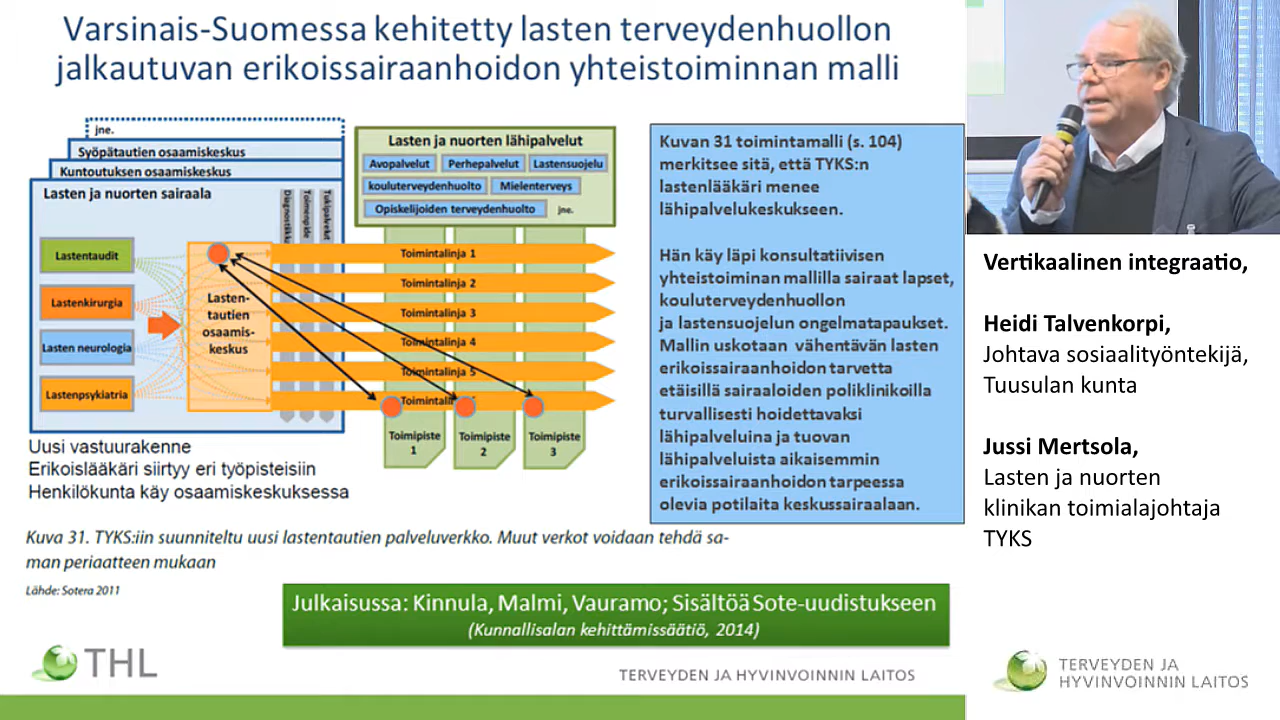 Varsinais-Suomessa kehitetty lasten terveydenhuollon
jalkautuvan erikoissairaanhoidon yhteistoiminnan malli
jne.
Syöpätautien osaamiskeskus
Kuntoutuksen osaamiskeskus
Lasten ja nuorten sairaala
Diagnostiikka
Toimenpide
Tukipalvelut
Lastentaudit
Lastenkirurgia
Lasten neurologia
Lastenpsykiatria
Lasten-
tautien
osaamis-
keskus
Lasten ja nuorten lähipalvelut
Avopalvelut
Perhepalvelut
Lastensuojelu
kouluterveydenhuolto
Mielenterveys
Opiskelijoiden terveydenhuolto
jne.
Toimintalinja 1
Toimintalinja 2
Toimintalinja 3
Toimintalinja 4
Toimintalinja 5
Toimipiste
1
Toimipiste
2
Toimipiste
3
Uusi vastuurakenne
Erikoislääkäri siirtyy eri työpisteisiin
Henkilökunta käy osaamiskeskuksessa
Kuvan 31 toimintamalli (s. 104)
merkitsee sitä, että TYKS:n
lastenlääkäri menee
lähipalvelukeskukseen.
Hän käy läpi konsultatiivisen
yhteistoiminan mallilla sairaat lapset,
kouluterveydenhuollon
ja lastensuojelun ongelmatapaukset.
Mallin uskotaan vähentävän lasten
erikoissairaanhoidon tarvetta
etäisillä sairaaloiden poliklinikoilla
turvallisesti hoidettavaksi
lähipalveluina ja tuovan
lähipalveluista aikaisemmin
erikoissairaanhoidon tarpeessa
olevia potilaita keskussairaalaan.
Kuva 31. TYKS:iin suunniteltu uusi lastentautien palveluverkko. Muut verkot voidaan tehdä sa-
man periaatteen mukaan
Lähde: Sotera 2011
Julkaisussa: Kinnula, Malmi, Vauramo; Sisältöä Sote-uudistukseen
(Kunnallisalan kehittämissäätiö, 2014)
THL
TERVEYDEN JA HYVINVOINNIN LAITOS
Vertikaalinen integraatio,
Heidi Talvenkorpi,
Johtava sosiaalityöntekijä,
Tuusulan kunta
Jussi Mertsola,
Lasten ja nuorten
klinikan toimialajohtaja
TYKS
TERVEYDEN JA
HYVINVOINNIN LAITOS